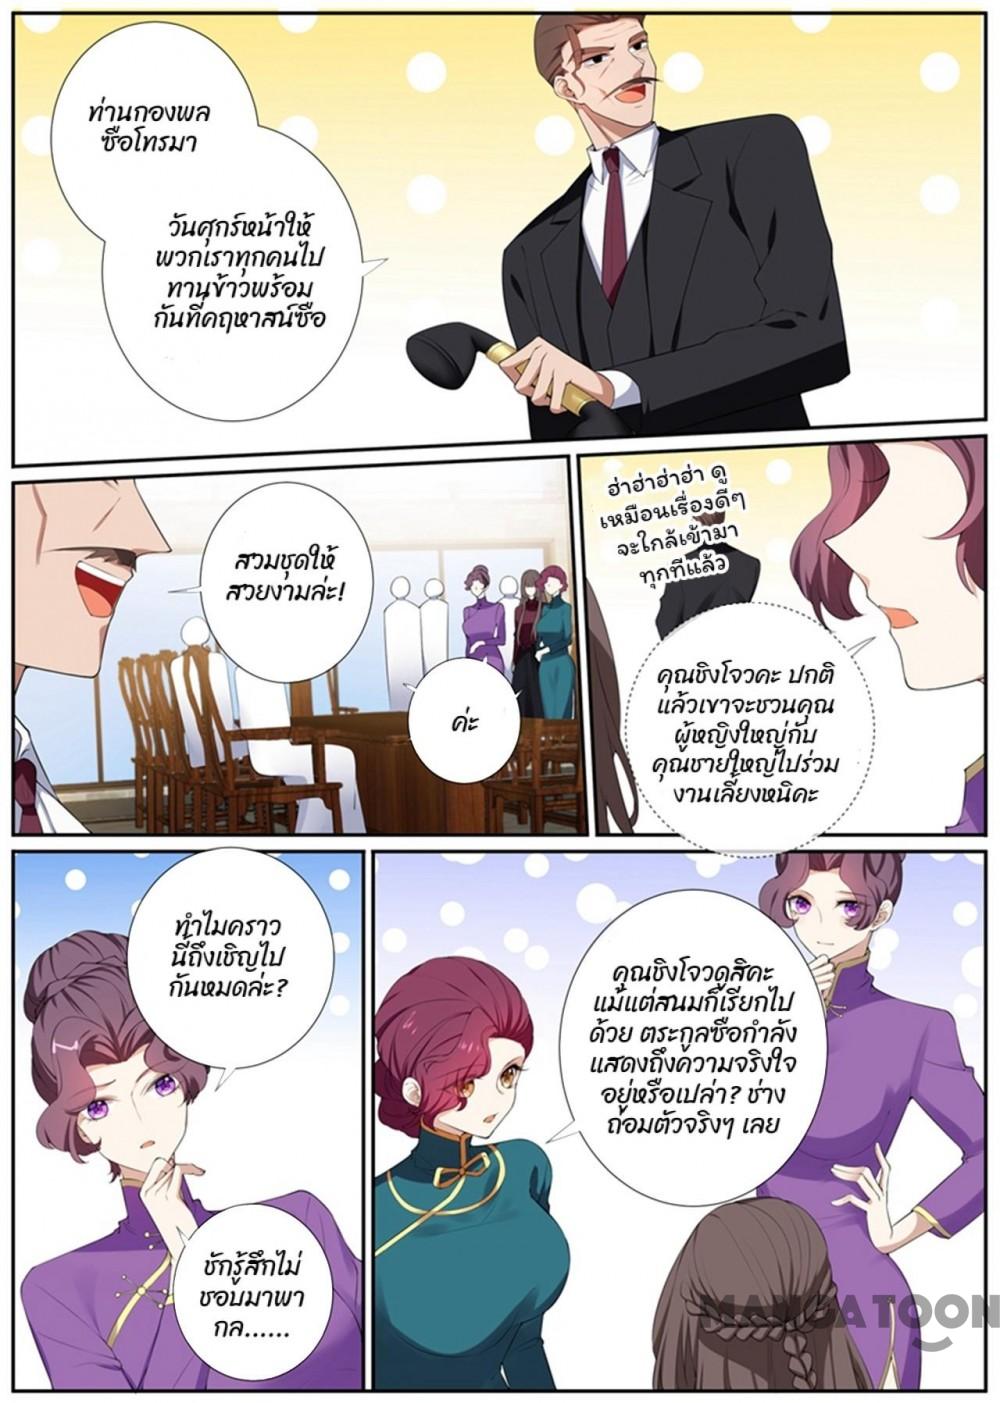 ท่านกองพล
ซือโทรมา
วันศุกร์หน้าให้
พวกเราทุกคนไป
ทานข้าวพร้อม
กันที่คฤหาสน์ซือ
สวมชุดให้
สวยงามล่ะ!
ค่ะ
ฮ่าฮ่าฮ่าฮ่า ดู
เหมือนเรื่องดีๆ
จะใกล้เข้ามา
ทุกทีแล้ว
คุณชิงโจวคะ ปกติ
แล้วเขาจะชวนคุณ
ผู้หญิงใหญ่กับ
คุณชายใหญ่ไปร่วม
งานเลี้ยงหนิคะ
ทำไมคราว
นี้ถึงเชิญไป
กันหมดล่ะ?
ชักรู้สึกไม่
ชอบมาพา
กล......
คุณชิงโจวดูสิคะ
แม้แต่สนมก็เรียกไป
ด้วย ตระกูลซือกำลัง
แสดงถึงความจริงใจ
อยู่หรือเปล่า? ช่าง
ถ่อมตัวจริงๆ เลย
MANGATOON